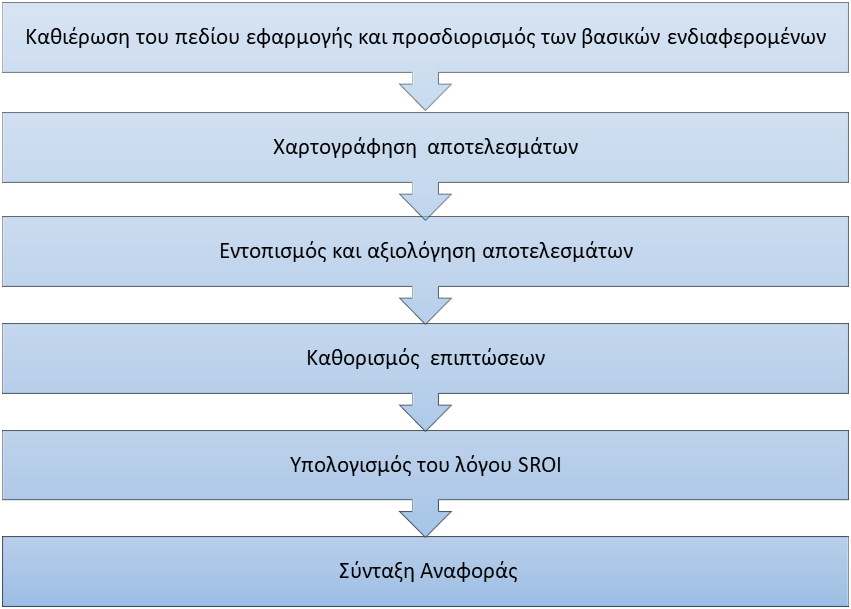 Καθιέρωση του πεδίου εφαρμογής και προσδιορισμός των βασικών ενδιαφερομένων
Χαρτογράφηση αποτελεσμάτων
Εντοπισμός και αξιολόγηση αποτελεσμάτων
Καθορισμός επιπτώσεων
Υπολογισμός του λόγου SROI
Σύνταξη Αναφοράς